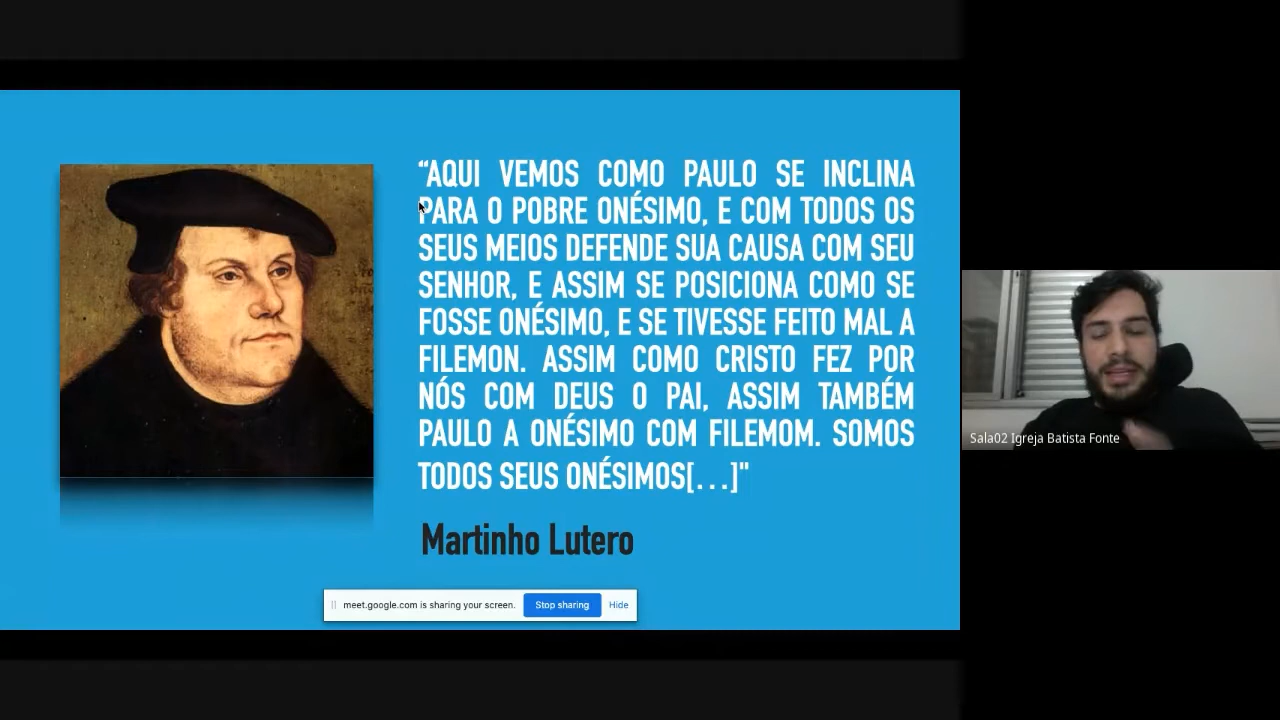 “AQUI VEMOS COMO PAULO SE INCLINA
PARA O POBRE ONÉSIMO, E COM TODOS OS
SEUS MEIOS DEFENDE SUA CAUSA COM SEU
SENHOR, E ASSIM SE POSICIONA COMO SE
FOSSE ONÉSIMO, E SE TIVESSE FEITO MAL A
FILEMON. ASSIM COMO CRISTO FEZ POR
NÓS COM DEUS O PAI, ASSIM TAMBÉM
PAULO A ONÉSIMO COM FILEMOM. SOMOS
TODOS SEUS ONÉSIMOS[...]"
Martinho Lutero
meet.google.com is sharing your screen.
Stop sharing
Hide
Sala02 Igreja Batista Fonte